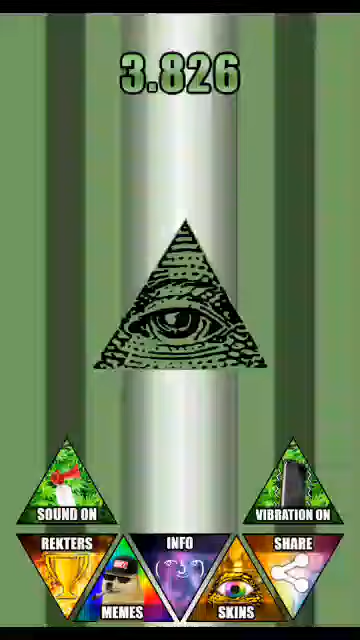 3.826
SOUND ON
VIBRATION ON
REKTERS
INFO
SHARE
MEMES
SKINS